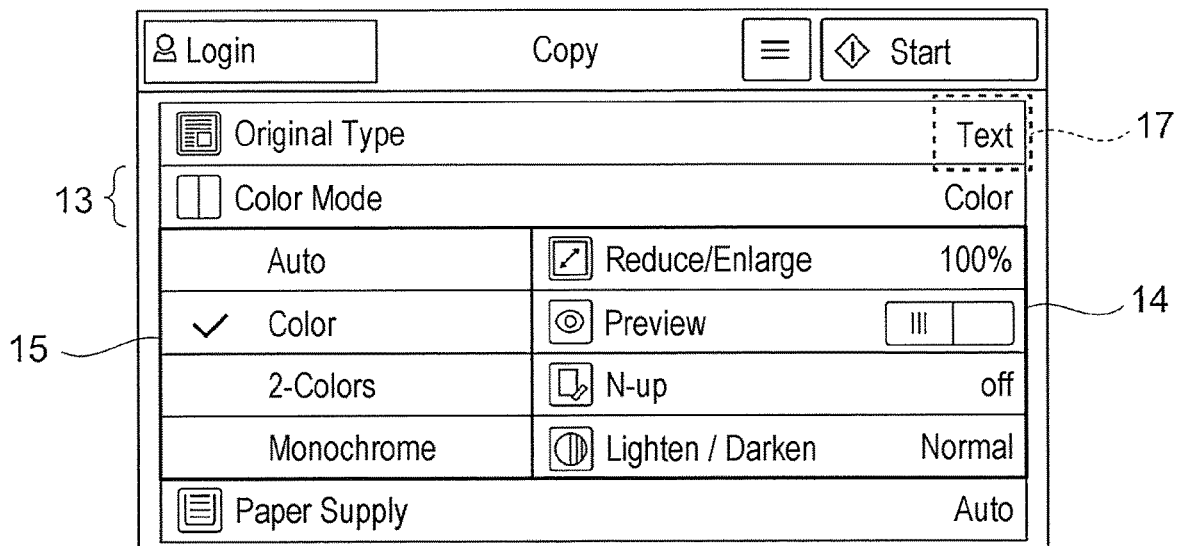 Login Copy Start
Original Type Text 17
13 Color Mode Color
Auto Reduce/Enlarge 100%
Color Preview 14
15
2-Colors N-up off
Monochrome Lighten / Darken Normal
Paper Supply Auto